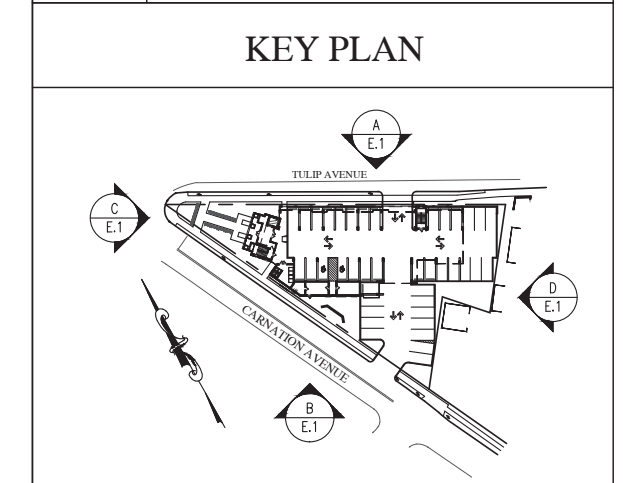 KEY PLAN
A
E.1
TULIP AVENUE
C
E.1
D
E.1
CARNATION AVENUE
B
E.1